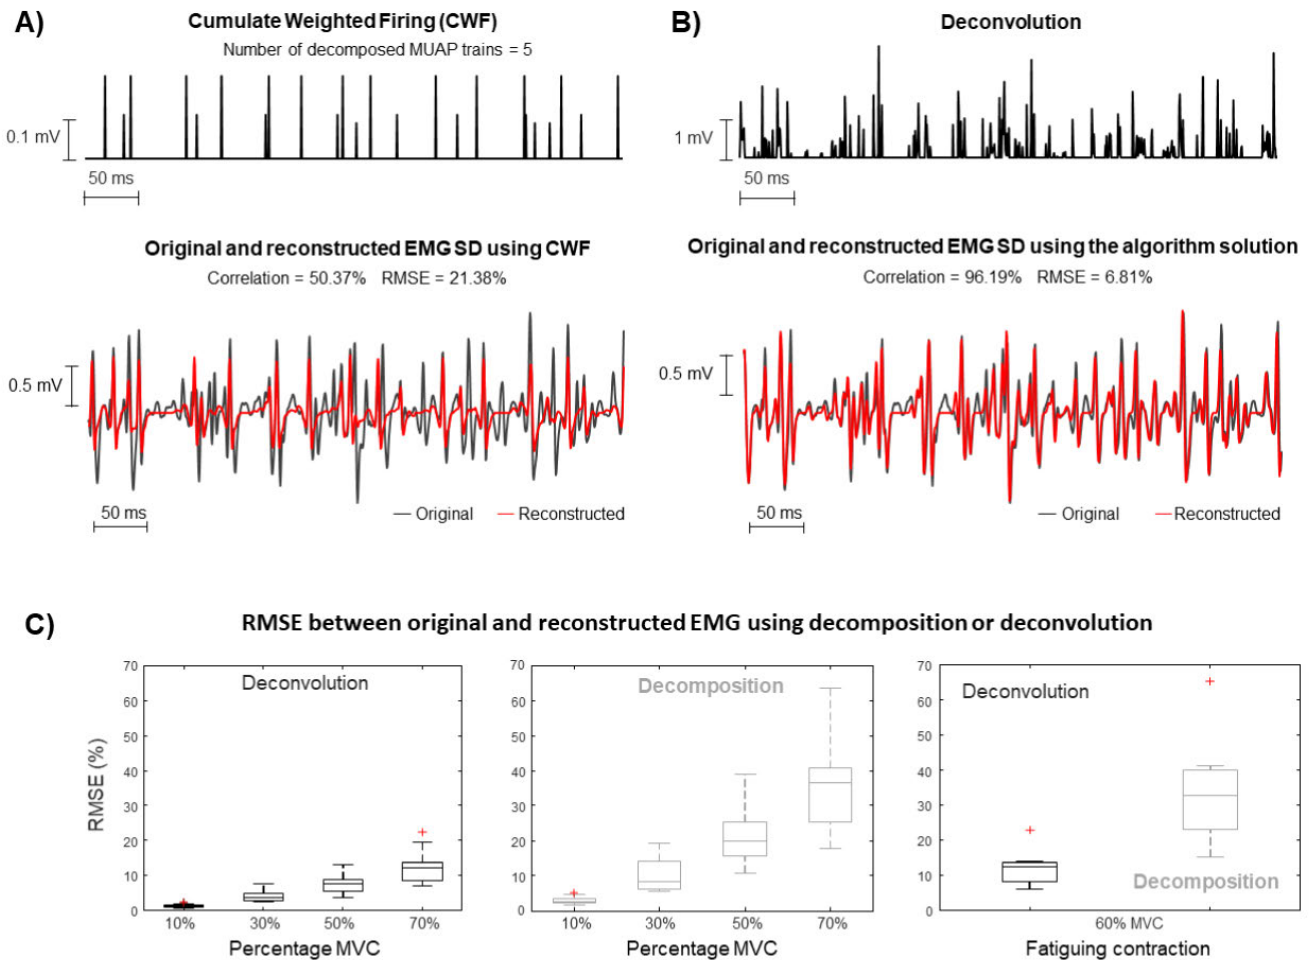 A)
Cumulate Weighted Firing (CWF)
Number of decomposed MUAP trains = 5
0.1 mV
50 ms
Original and reconstructed EMG SD using CWF
Correlation = 50.37% RMSE = 21.38%
0.5 mV
50 ms
Original
Reconstructed
B)
Deconvolution
1 mV
50 ms
Original and reconstructed EMG SD using the algorithm solution
Correlation = 96.19% RMSE = 6.81%
0.5 mV
50 ms
Original
Reconstructed
C)
RMSE between original and reconstructed EMG using decomposition or deconvolution
RMSE (%)
70
60
50
40
30
20
10
0
Deconvolution
10% 30% 50% 70%
Percentage MVC
70
60
50
40
30
20
10
0
Decomposition
10% 30% 50% 70%
Percentage MVC
70
60
50
40
30
20
10
0
Deconvolution
Decomposition
60% MVC
Fatiguing contraction